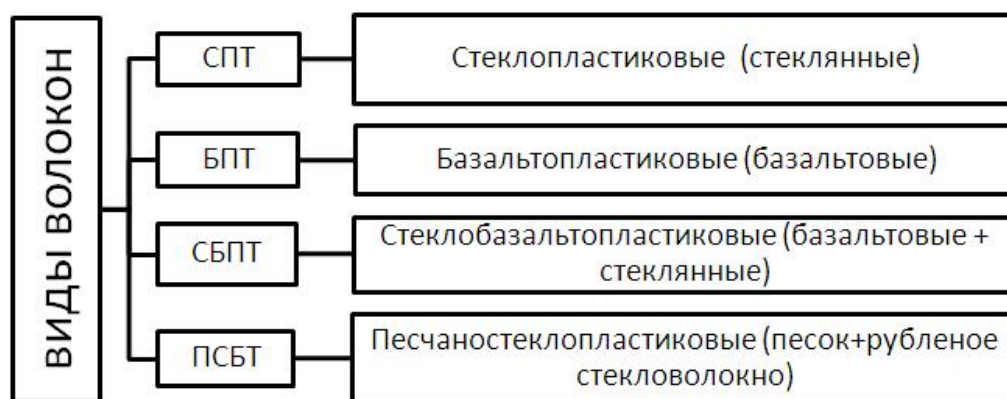 ВИДЫ ВОЛОКОН
СПТ
Стеклопластиковые (стеклянные)
БПТ
Базальтопластиковые (базальтовые)
СБПТ
Стеклобазальтопластиковые (базальтовые +
стеклянные)
ПСБТ
Песчаностеклопластиковые (песок+рубленое
стекловолокно)